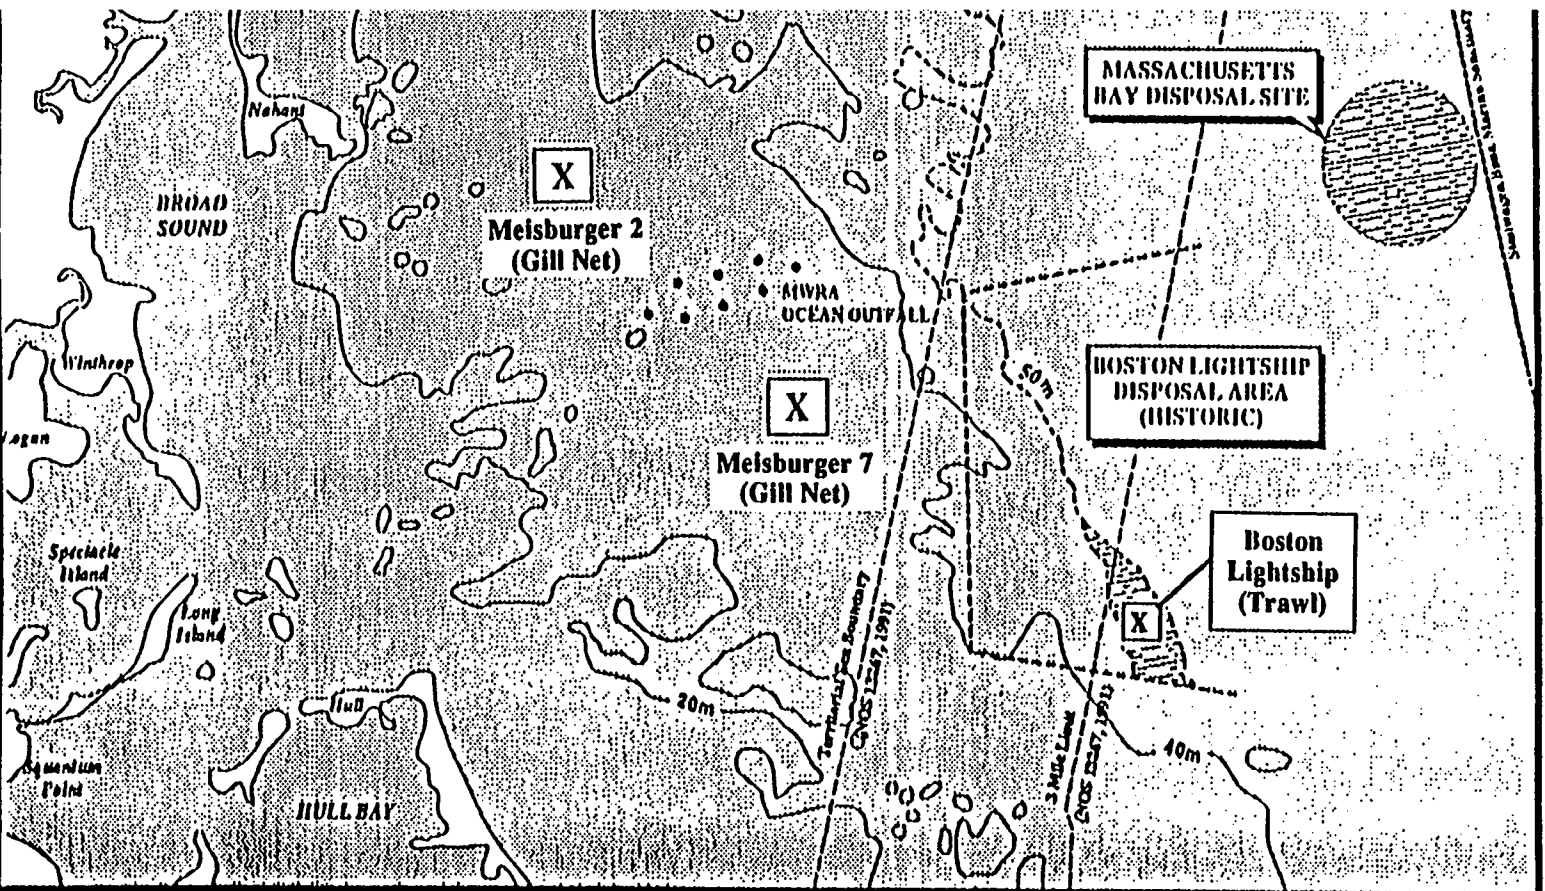 MASSACHUSETTS
BAY DISPOSAL SITE
Nahant
X
BROAD
SOUND
Meisburger 2
(Gill Net)
MWRA
OCEAN OUTFALL
Winthrop
BOSTON LIGHTSHIP
DISPOSAL AREA
(HISTORIC)
50m
X
Logan
Meisburger 7
(Gill Net)
Boston
Lightship
(Trawl)
Spectacle
Island
X
Long
Island
Territorial Sea Boundary
20m
Hull
3 Mile Limit
40m
Squantum
Point
HULL BAY